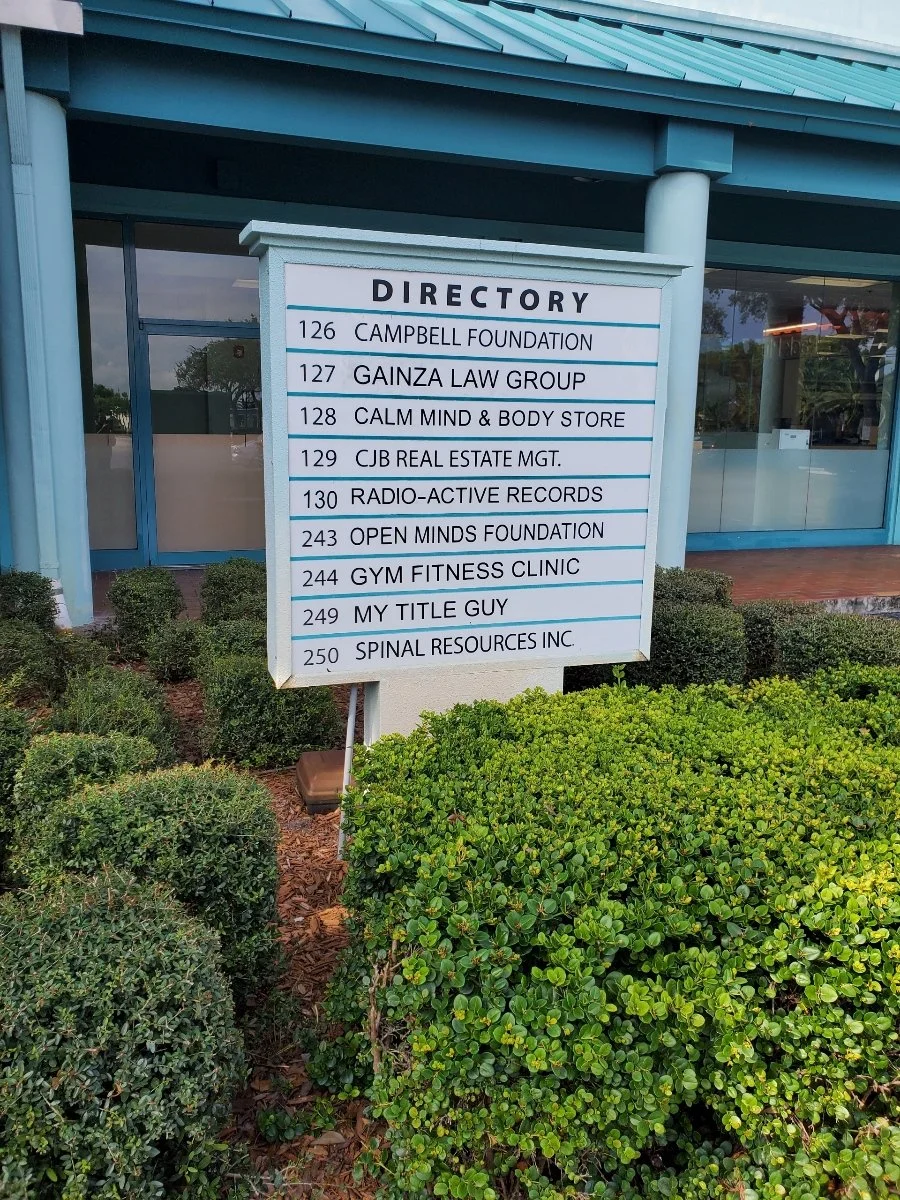 DIRECTORY
126 CAMPBELL FOUNDATION
127 GAINZA LAW GROUP
128 CALM MIND & BODY STORE
129 CJB REAL ESTATE MGT.
130 RADIO-ACTIVE RECORDS
243 OPEN MINDS FOUNDATION
244 GYM FITNESS CLINIC
249 MY TITLE GUY
250 SPINAL RESOURCES INC.